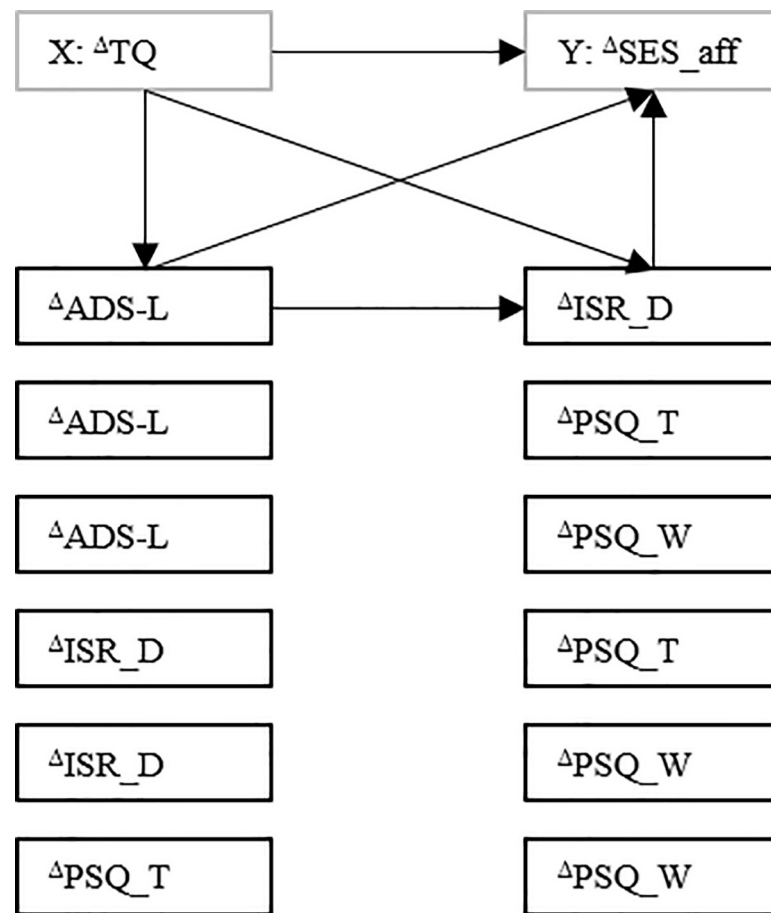 X: ΔTQ
Y: ΔSES_aff
ΔADS-L
ΔISR_D
ΔADS-L
ΔPSQ_T
ΔADS-L
ΔPSQ_W
ΔISR_D
ΔPSQ_T
ΔISR_D
ΔPSQ_W
ΔPSQ_T
ΔPSQ_W